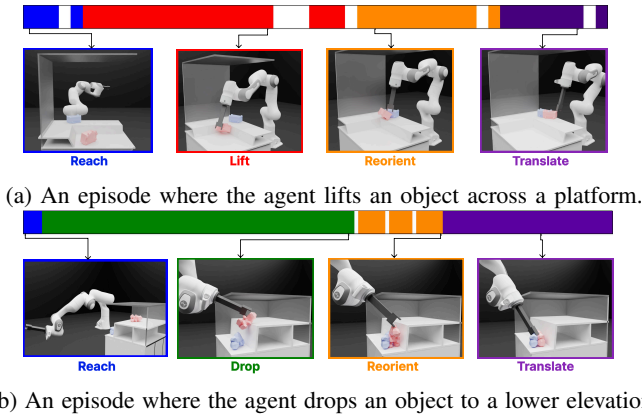 Reach Lift Reorient Translate
(a) An episode where the agent lifts an object across a platform.
Reach Drop Reorient Translate
b) An episode where the agent drops an object to a lower elevatio